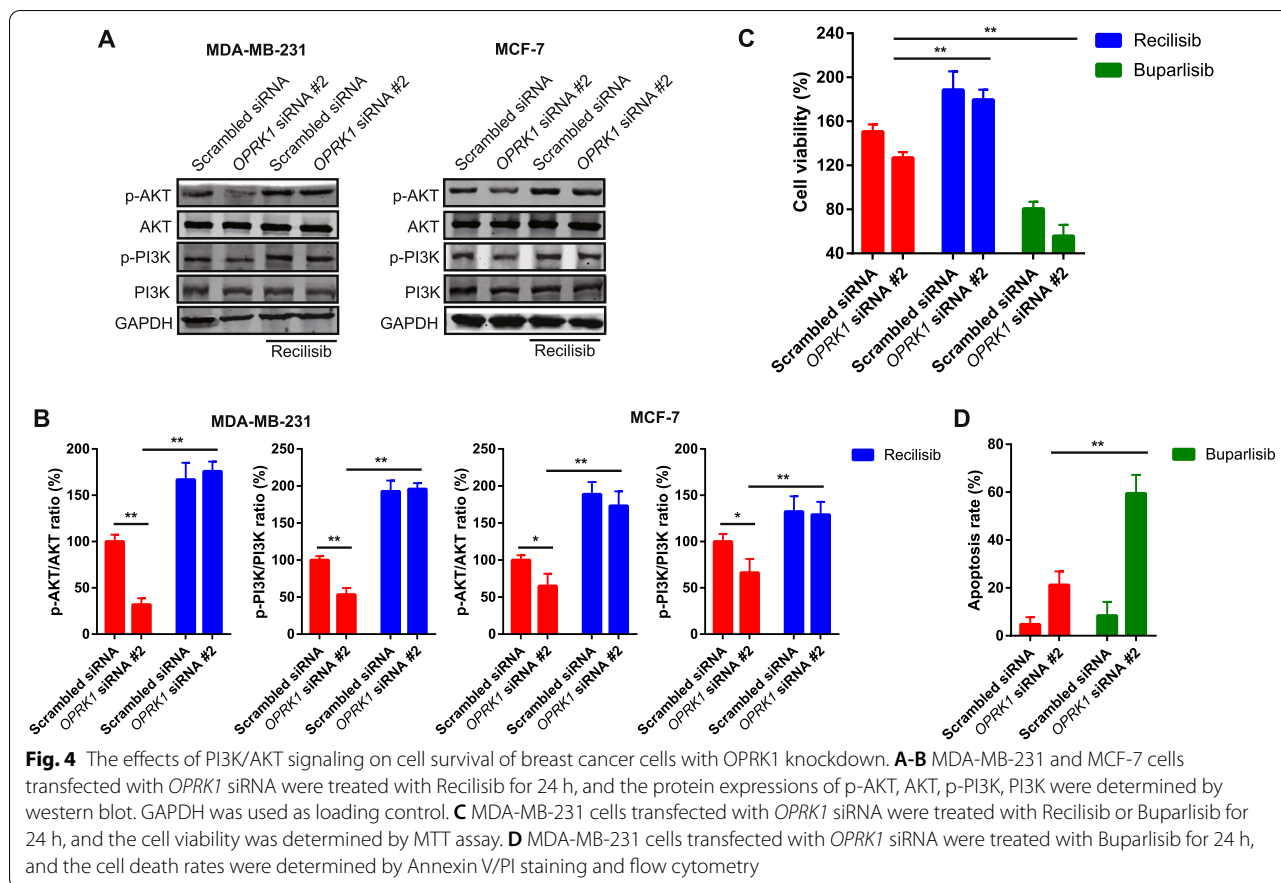 A
MDA-MB-231
MCF-7
Scrambled siRNA
OPRK1 siRNA #2
Scrambled siRNA
OPRK1 siRNA #2
Scrambled siRNA
OPRK1 siRNA #2
Scrambled siRNA
OPRK1 siRNA #2
p-AKT
AKT
p-PI3K
PI3K
GAPDH
Recilisib
p-AKT
AKT
p-PI3K
PI3K
GAPDH
Recilisib
C
Cell viability (%)
240
200
160
120
80
40
**
**
Recilisib
Buparlisib
Scrambled siRNA
OPRK1 siRNA #2
Scrambled siRNA
OPRK1 siRNA #2
Scrambled siRNA
OPRK1 siRNA #2
B
MDA-MB-231
MCF-7
p-AKT/AKT ratio (%)
200
150
100
50
0
**
**
Scrambled siRNA
OPRK1 siRNA #2
Scrambled siRNA
OPRK1 siRNA #2
p-PI3K/PI3K ratio (%)
250
200
150
100
50
0
**
**
Scrambled siRNA
OPRK1 siRNA #2
Scrambled siRNA
OPRK1 siRNA #2
p-AKT/AKT ratio (%)
250
200
150
100
50
0
*
**
Scrambled siRNA
OPRK1 siRNA #2
Scrambled siRNA
OPRK1 siRNA #2
p-PI3K/PI3K ratio (%)
200
150
100
50
0
*
**
Scrambled siRNA
OPRK1 siRNA #2
Scrambled siRNA
OPRK1 siRNA #2
Recilisib
D
Apoptosis rate (%)
80
60
40
20
0
**
Buparlisib
Scrambled siRNA
OPRK1 siRNA #2
Scrambled siRNA
OPRK1 siRNA #2
Fig. 4 The effects of PI3K/AKT signaling on cell survival of breast cancer cells with OPRK1 knockdown. A-B MDA-MB-231 and MCF-7 cells
transfected with OPRK1 siRNA were treated with Recilisib for 24 h, and the protein expressions of p-AKT, AKT, p-PI3K, PI3K were determined by
western blot. GAPDH was used as loading control. C MDA-MB-231 cells transfected with OPRK1 siRNA were treated with Recilisib or Buparlisib for
24 h, and the cell viability was determined by MTT assay. D MDA-MB-231 cells transfected with OPRK1 siRNA were treated with Buparlisib for 24 h,
and the cell death rates were determined by Annexin V/PI staining and flow cytometry